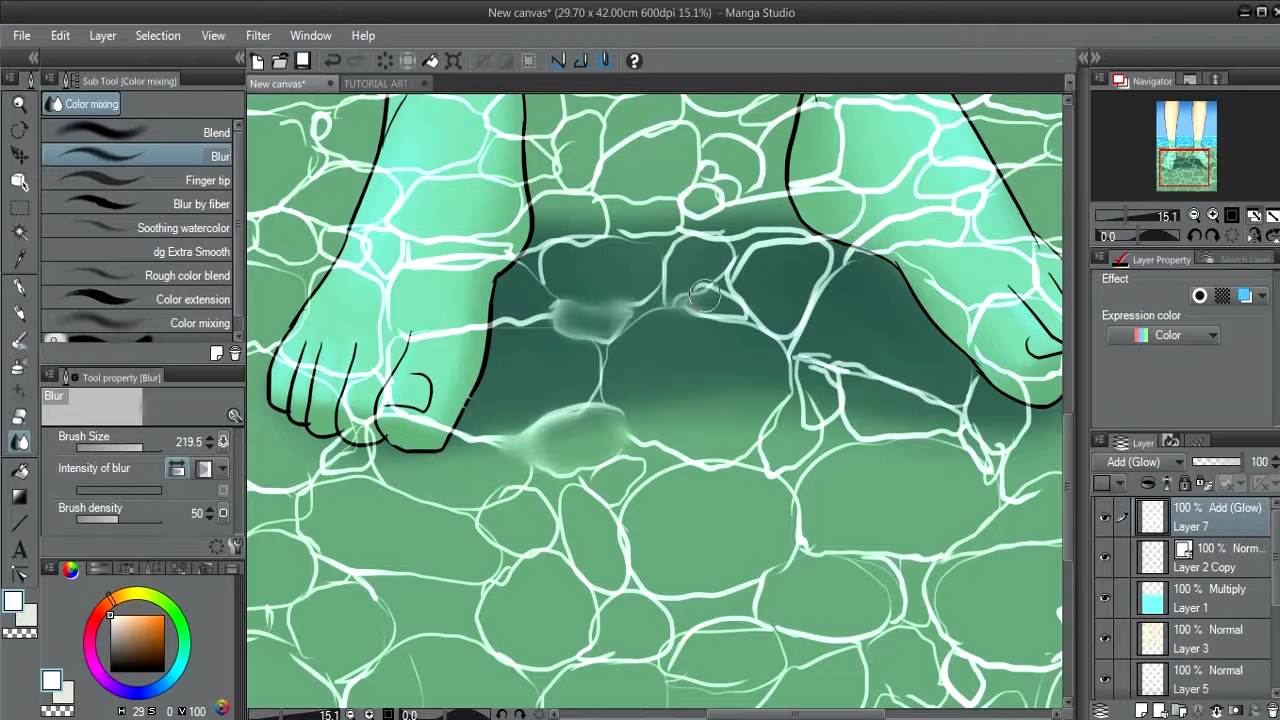 New canvas* (29.70 x 42.00cm 600dpi 15.1%) - Manga Studio
File Edit Layer Selection View Filter Window Help
Sub Tool [Color mixing]
Color mixing
Blend
Blur
Finger tip
Blur by fiber
Soothing watercolor
dg Extra Smooth
Rough color blend
Color extension
Color mixing
Tool property [Blur]
Blur
Brush Size 219.5
Intensity of blur
Brush density 50
H 29 S 0 V 100
New canvas* TUTORIAL ART
15.1 0.0
Navigator
15.1
0.0
Layer Property Search Layer
Effect
Expression color
Color
Layer
Add (Glow) 100
100 % Add (Glow)
Layer 7
100 % Norm...
Layer 2 Copy
100 % Multiply
Layer 1
100 % Normal
Layer 3
100 % Normal
Layer 5